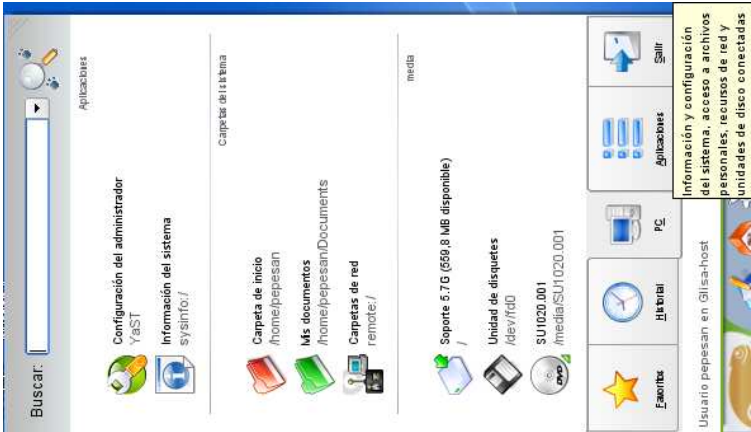 Buscar:
Aplicaciones
Configuración del administrador
YaST
Información del sistema
sysinfo:/
Carpetas del sistema
Carpeta de inicio
/home/pepesan
Mis documentos
/home/pepesan/Documents
Carpetas de red
remote:/
media
Soporte 5.7G (559,8 MB disponible)
/
Unidad de disquetes
/dev/fd0
SU1020.001
/media/SU1020.001
Favoritos
Historial
PC
Aplicaciones
Salir
Usuario pepesan en Glisa-host
Información y configuración
del sistema, acceso a archivos
personales, recursos de red y
unidades de disco conectadas